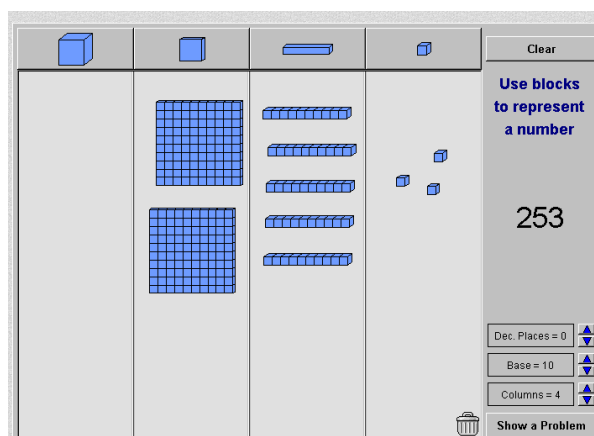 Clear
Use blocks
to represent
a number
253
Dec. Places = 0
Base = 10
Columns = 4
Show a Problem